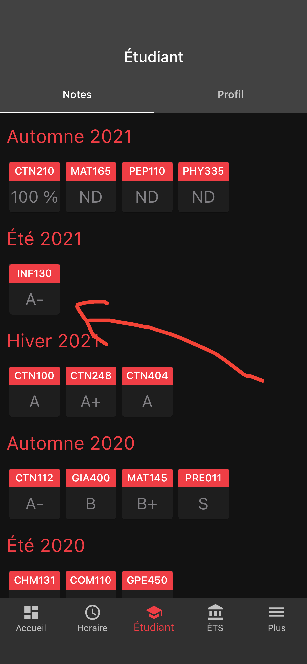 Étudiant
Notes Profil
Automne 2021
CTN210 MAT165 PEP110 PHY335
100 % ND ND ND
Été 2021
INF130
A-
Hiver 2021
CTN100 CTN248 CTN404
A A+ A
Automne 2020
CTN112 GIA400 MAT145 PRE011
A- B B+ S
Été 2020
CHM131 COM110 GPE450
Accueil Horaire Étudiant ÉTS Plus